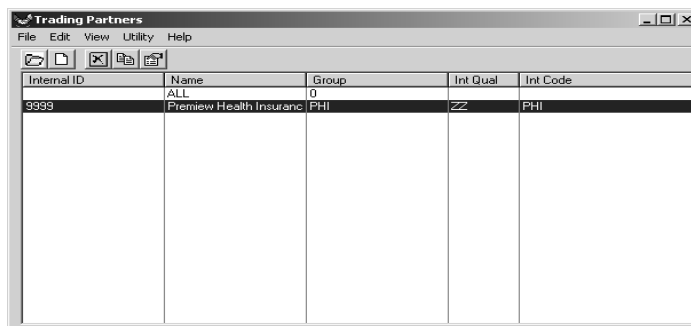 Trading Partners
File Edit View Utility Help
Internal ID Name Group Int Qual Int Code
ALL 0
9999 Premiew Health Insuranc PHI ZZ PHI